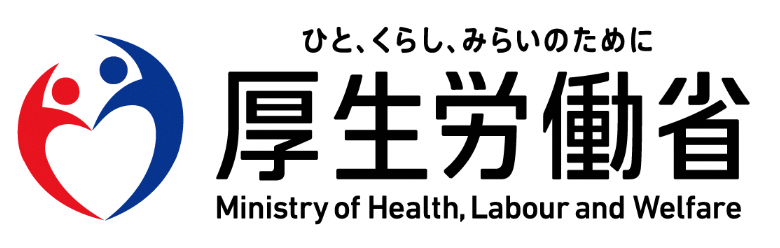 ひと、くらし、みらいのために
厚生労働省
Ministry of Health, Labour and Welfare